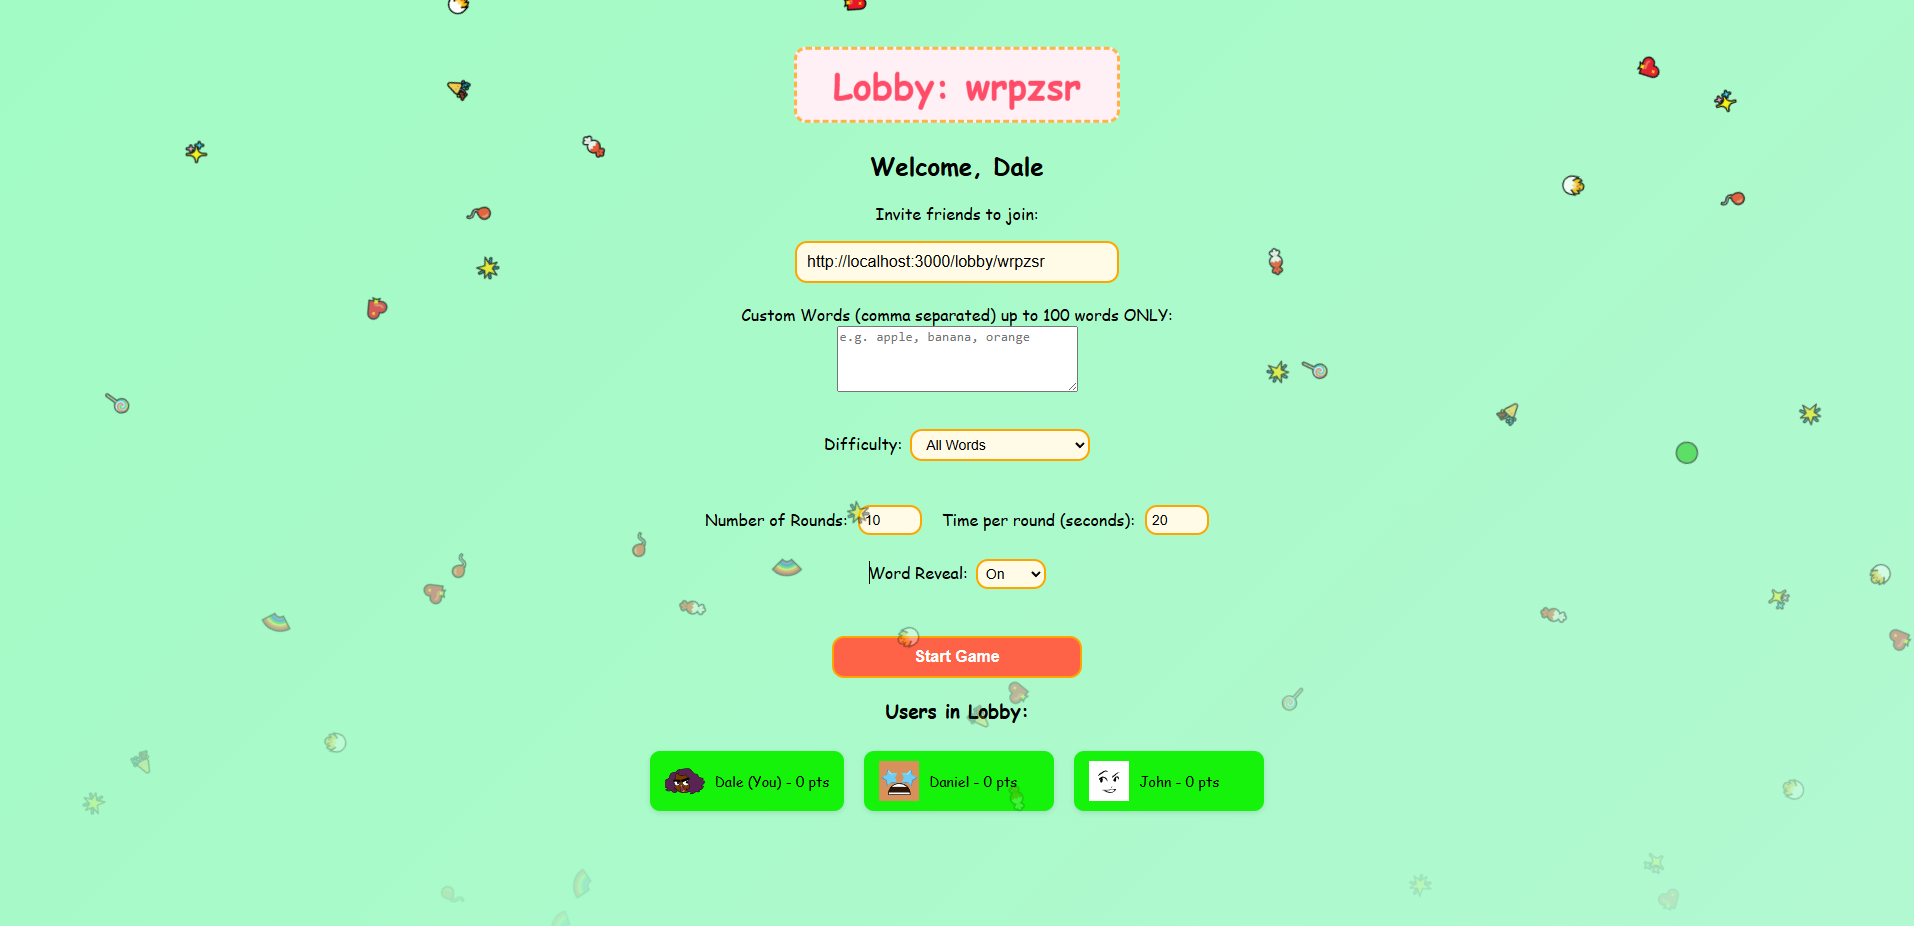 Lobby: wrpzsr
Welcome, Dale
Invite friends to join:
http://localhost:3000/lobby/wrpzsr
Custom Words (comma separated) up to 100 words ONLY:
e.g. apple, banana, orange
Difficulty: All Words
Number of Rounds: 10 Time per round (seconds): 20
Word Reveal: On
Start Game
Users in Lobby:
Dale (You) - 0 pts Daniel - 0 pts John - 0 pts